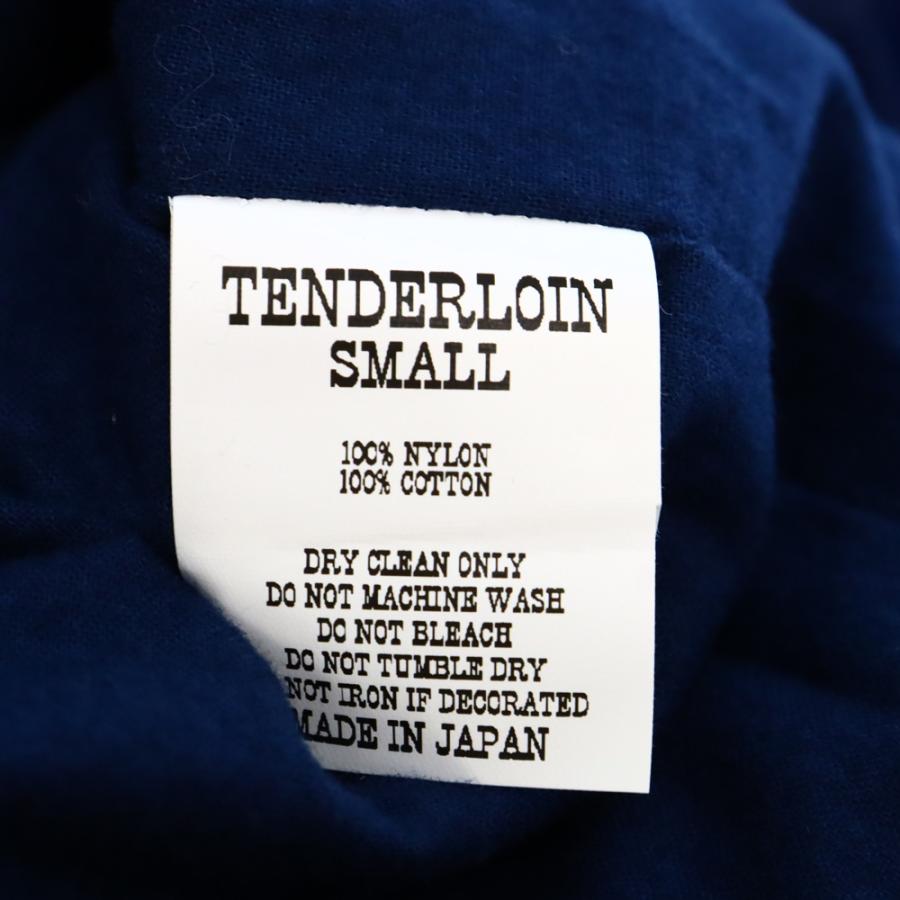 TENDERLOIN
SMALL
100% NYLON
100% COTTON
DRY CLEAN ONLY
DO NOT MACHINE WASH
DO NOT BLEACH
DO NOT TUMBLE DRY
NOT IRON IF DECORATED
MADE IN JAPAN